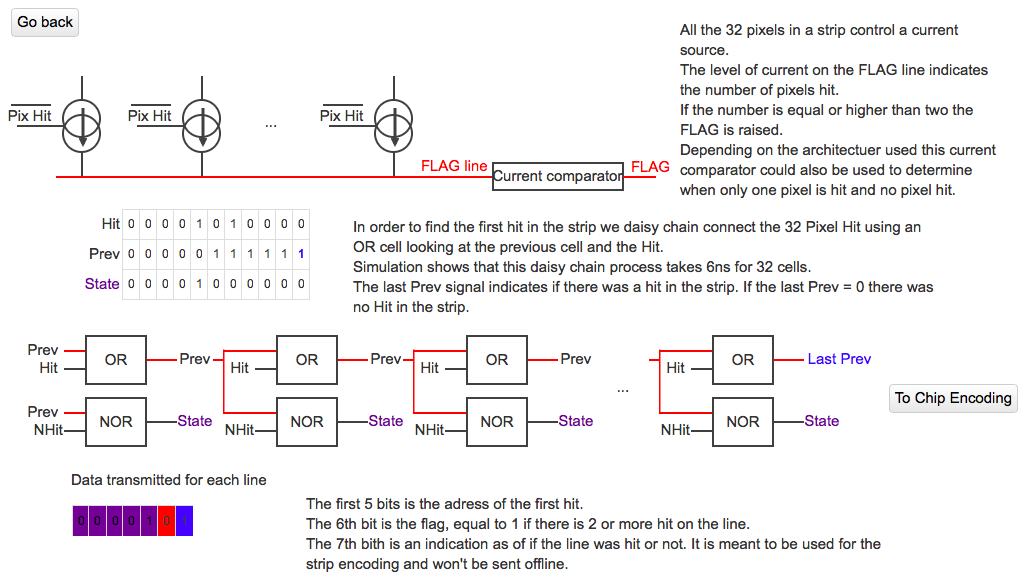 Go back
All the 32 pixels in a strip control a current
source.
The level of current on the FLAG line indicates
the number of pixels hit.
If the number is equal or higher than two the
FLAG is raised.
Depending on the architectuer used this current
comparator could also be used to determine
when only one pixel is hit and no pixel hit.
Pix Hit Pix Hit ... Pix Hit
FLAG line Current comparator FLAG
Hit 0 0 0 0 1 0 1 0 0 0 0
Prev 0 0 0 0 0 1 1 1 1 1 1
State 0 0 0 0 1 0 0 0 0 0 0
In order to find the first hit in the strip we daisy chain connect the 32 Pixel Hit using an
OR cell looking at the previous cell and the Hit.
Simulation shows that this daisy chain process takes 6ns for 32 cells.
The last Prev signal indicates if there was a hit in the strip. If the last Prev = 0 there was
no Hit in the strip.
Prev Hit OR Prev Hit OR Prev Hit OR Prev ... Hit OR Last Prev
Prev NHit NOR State NHit NOR State NHit NOR State NHit NOR State
To Chip Encoding
Data transmitted for each line
0 0 0 0 1
The first 5 bits is the adress of the first hit.
The 6th bit is the flag, equal to 1 if there is 2 or more hit on the line.
The 7th bith is an indication as of if the line was hit or not. It is meant to be used for the
strip encoding and won't be sent offline.